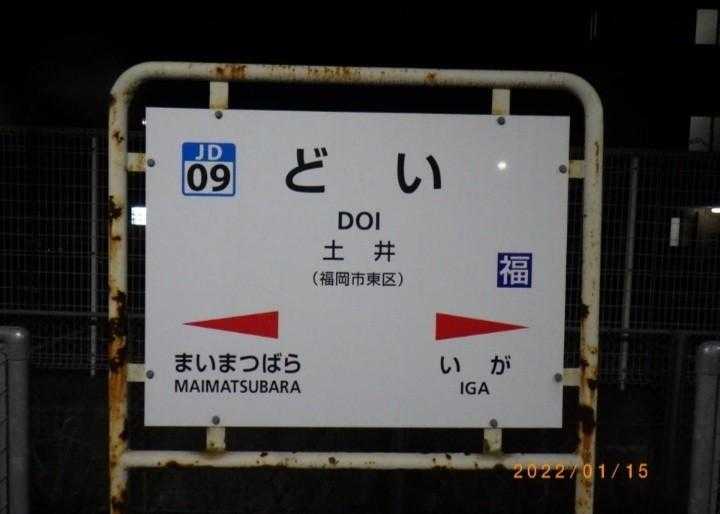 JD
09
どい
DOI
土井
(福岡市東区)
福
まいまつばら
MAIMATSUBARA
いが
IGA
2022/01/15